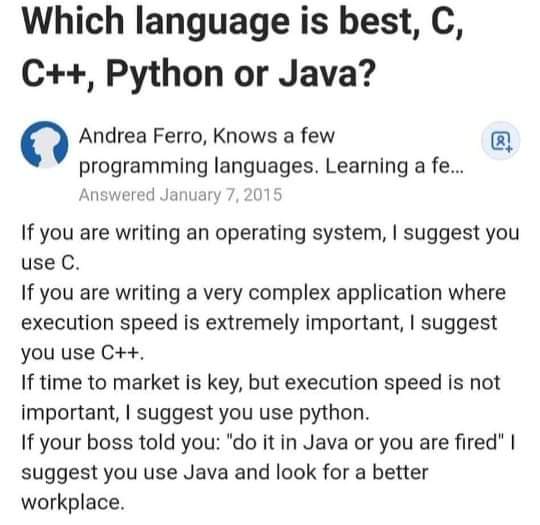 Which language is best, C,
C++, Python or Java?
Andrea Ferro, Knows a few
programming languages. Learning a fe...
Answered January 7, 2015
If you are writing an operating system, I suggest you
use C.
If you are writing a very complex application where
execution speed is extremely important, I suggest
you use C++.
If time to market is key, but execution speed is not
important, I suggest you use python.
If your boss told you: "do it in Java or you are fired" I
suggest you use Java and look for a better
workplace.